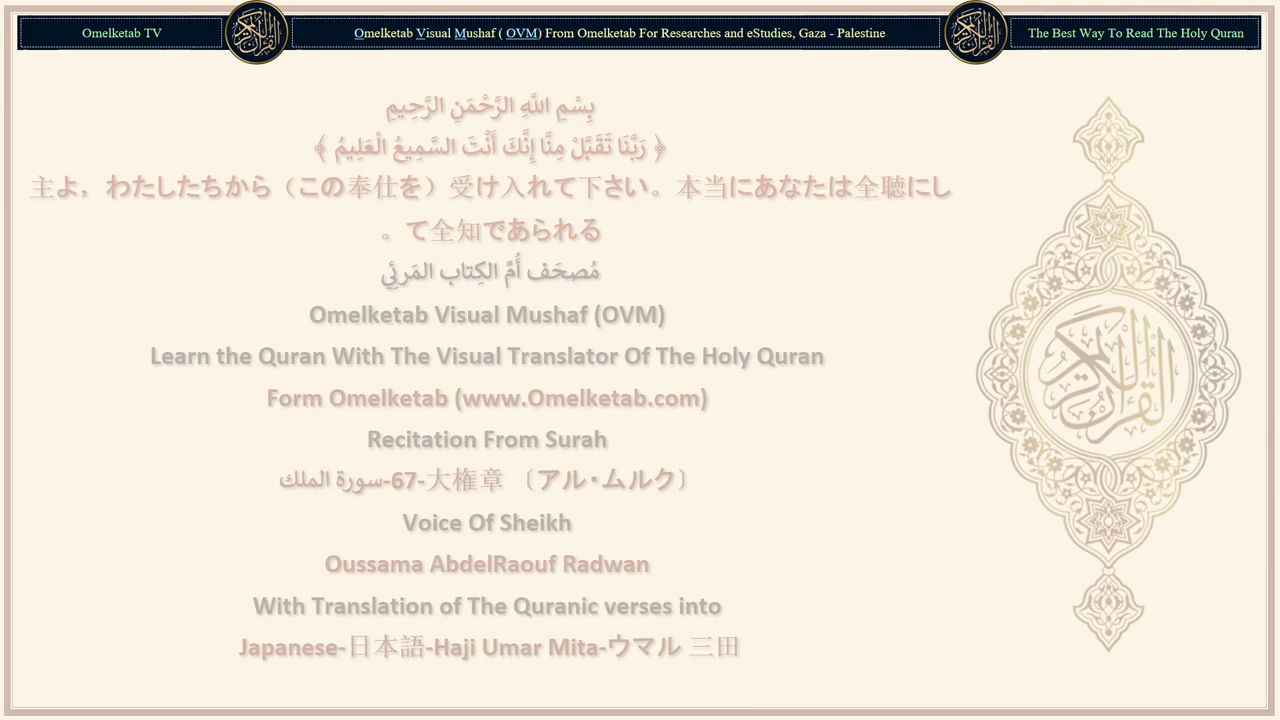 Omelketab TV
Omelketab Visual Mushaf ( OVM) From Omelketab For Researches and eStudies, Gaza - Palestine
The Best Way To Read The Holy Quran
بِسْمِ اللَّهِ الرَّحْمَنِ الرَّحِيمِ
﴿ رَبَّنَا تَقَبَّلْ مِنَّا إِنَّكَ أَنْتَ السَّمِيعُ الْعَلِيمُ ﴾
主よ，わたしたちから（この奉仕を）受け入れて下さい。本当にあなたは全聴にし
。て全知であられる
مُصحَف أُمِّ الكِتاب المَرئِي
Omelketab Visual Mushaf (OVM)
Learn the Quran With The Visual Translator Of The Holy Quran
Form Omelketab (www.Omelketab.com)
Recitation From Surah
سورة الملك-67-大権章 〔アル・ムルク〕
Voice Of Sheikh
Oussama AbdelRaouf Radwan
With Translation of The Quranic verses into
Japanese-日本語-Haji Umar Mita-ウマル 三田
القرآن الكريم